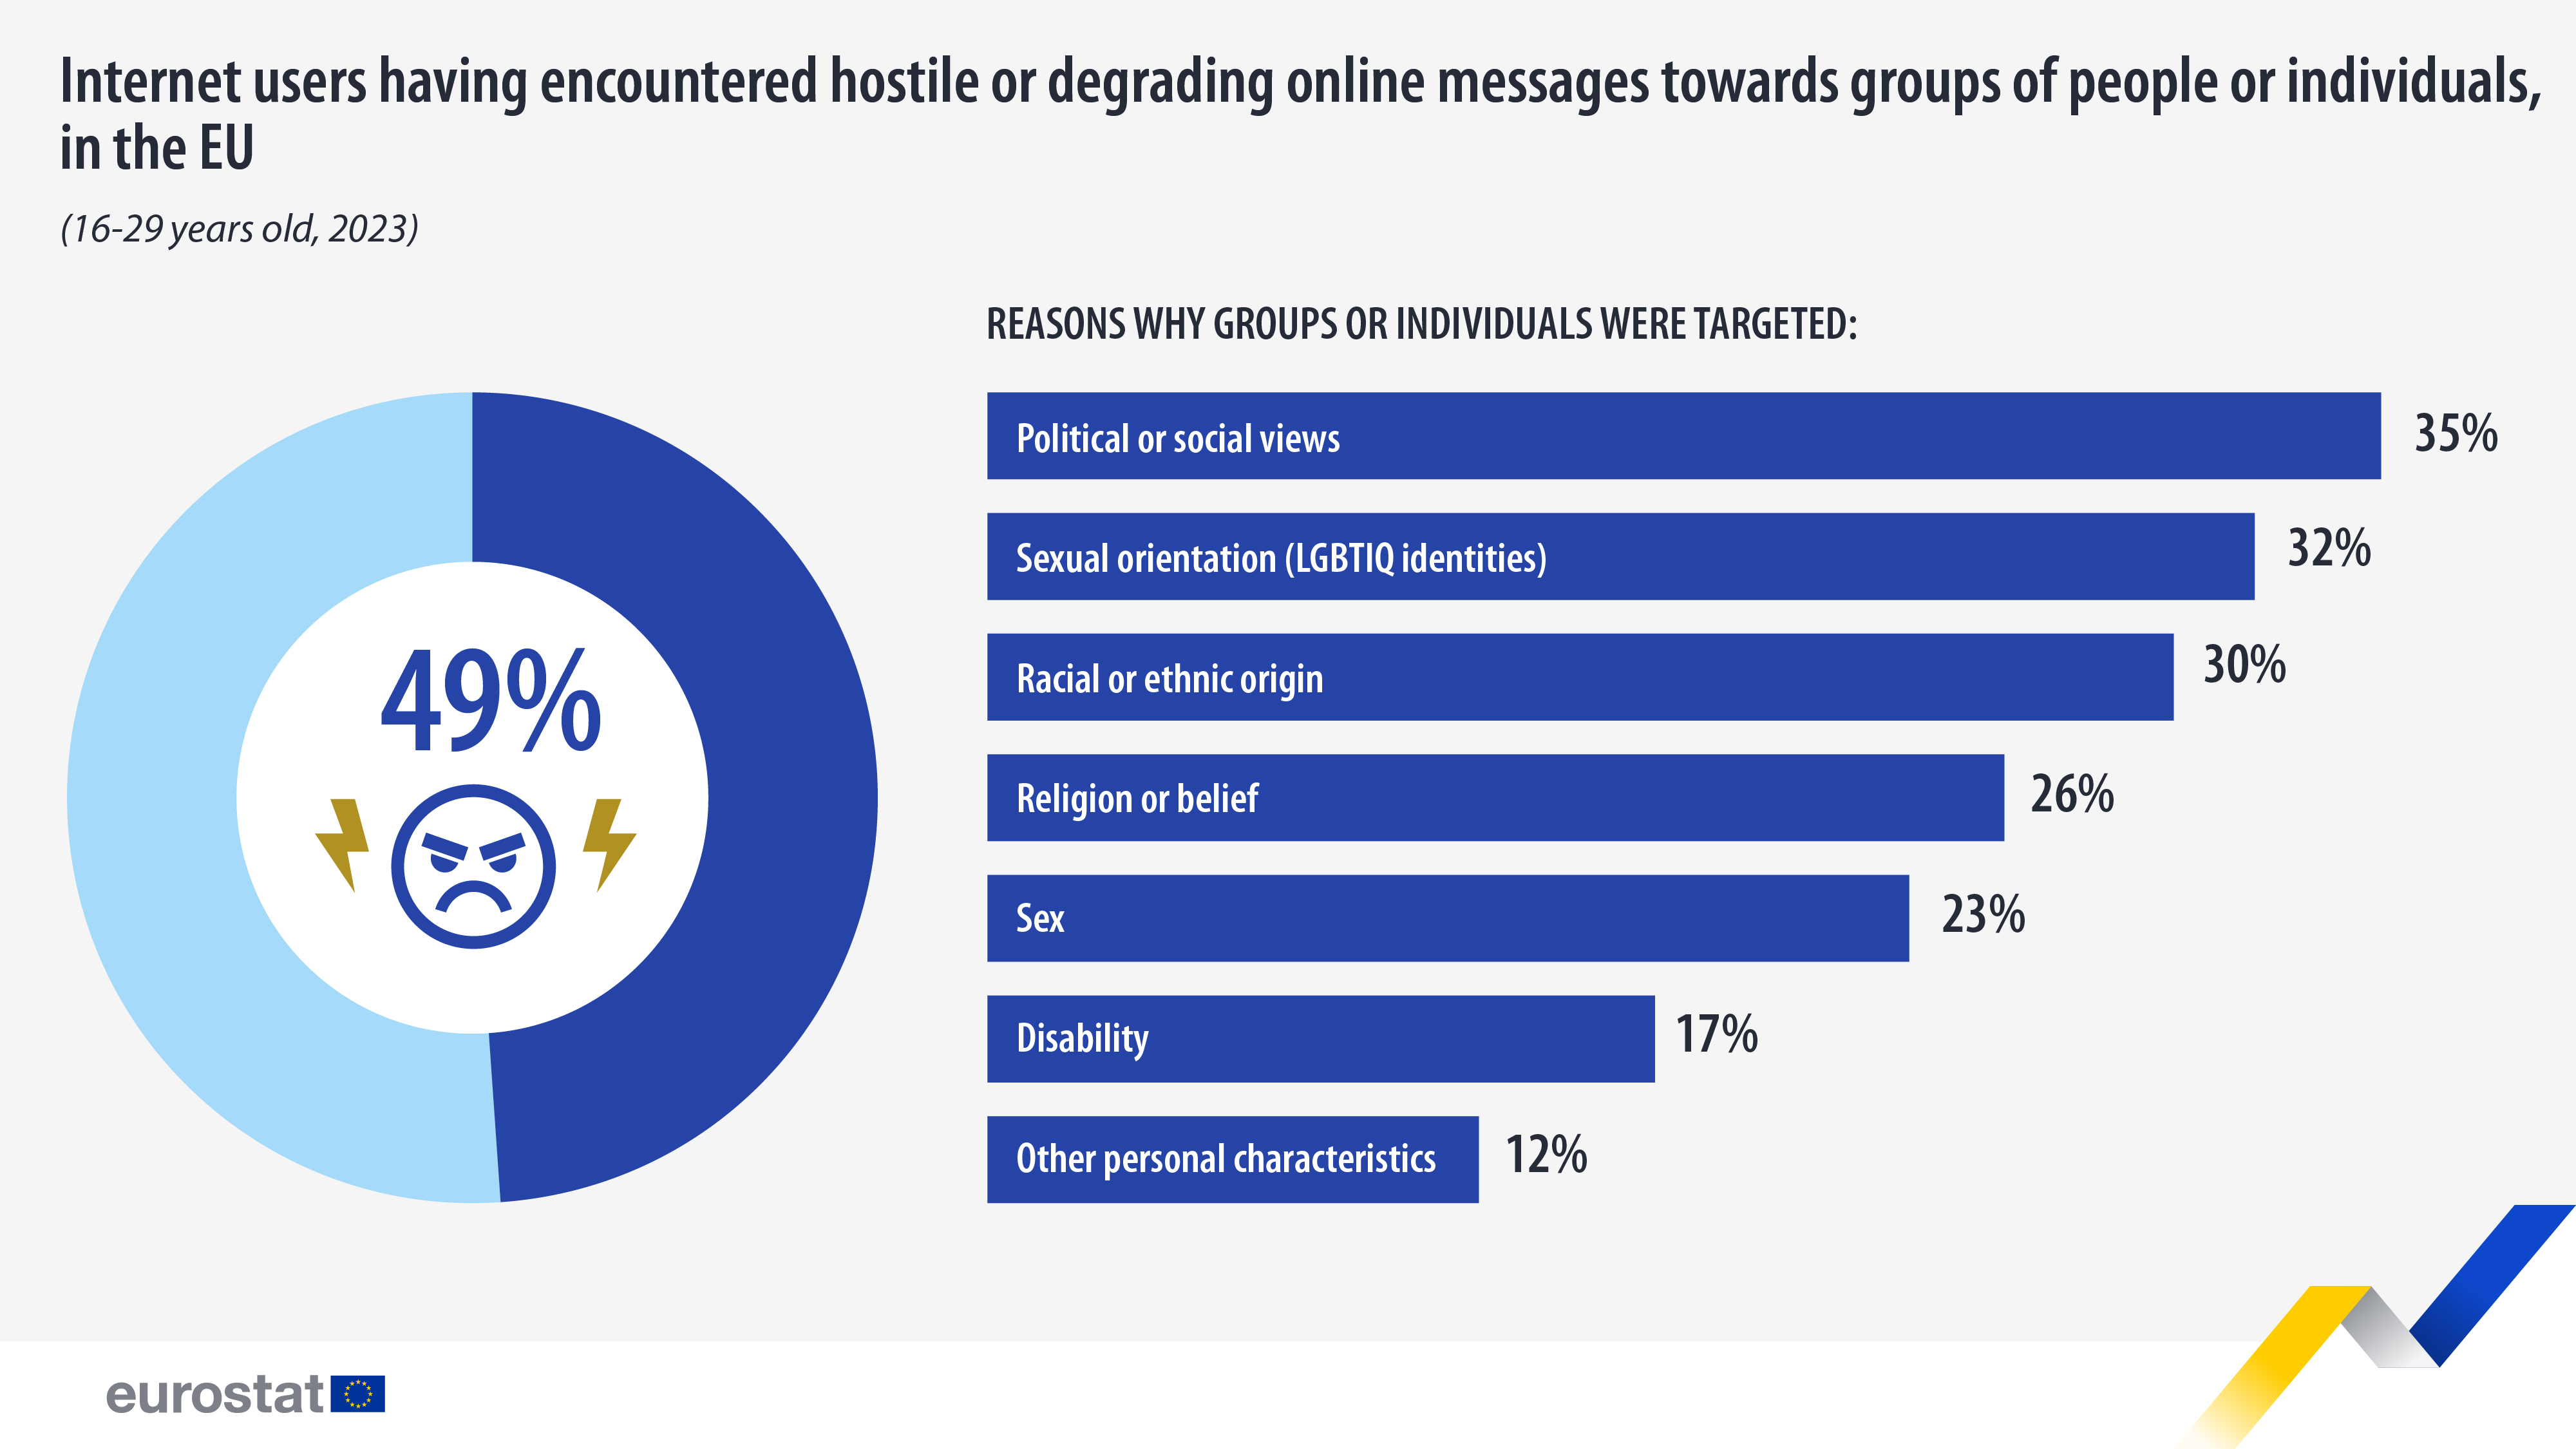 Internet users having encountered hostile or degrading online messages towards groups of people or individuals,
in the EU
(16-29 years old, 2023)
REASONS WHY GROUPS OR INDIVIDUALS WERE TARGETED:
49%
Political or social views 35%
Sexual orientation (LGBTIQ identities) 32%
Racial or ethnic origin 30%
Religion or belief 26%
Sex 23%
Disability 17%
Other personal characteristics 12%
eurostat